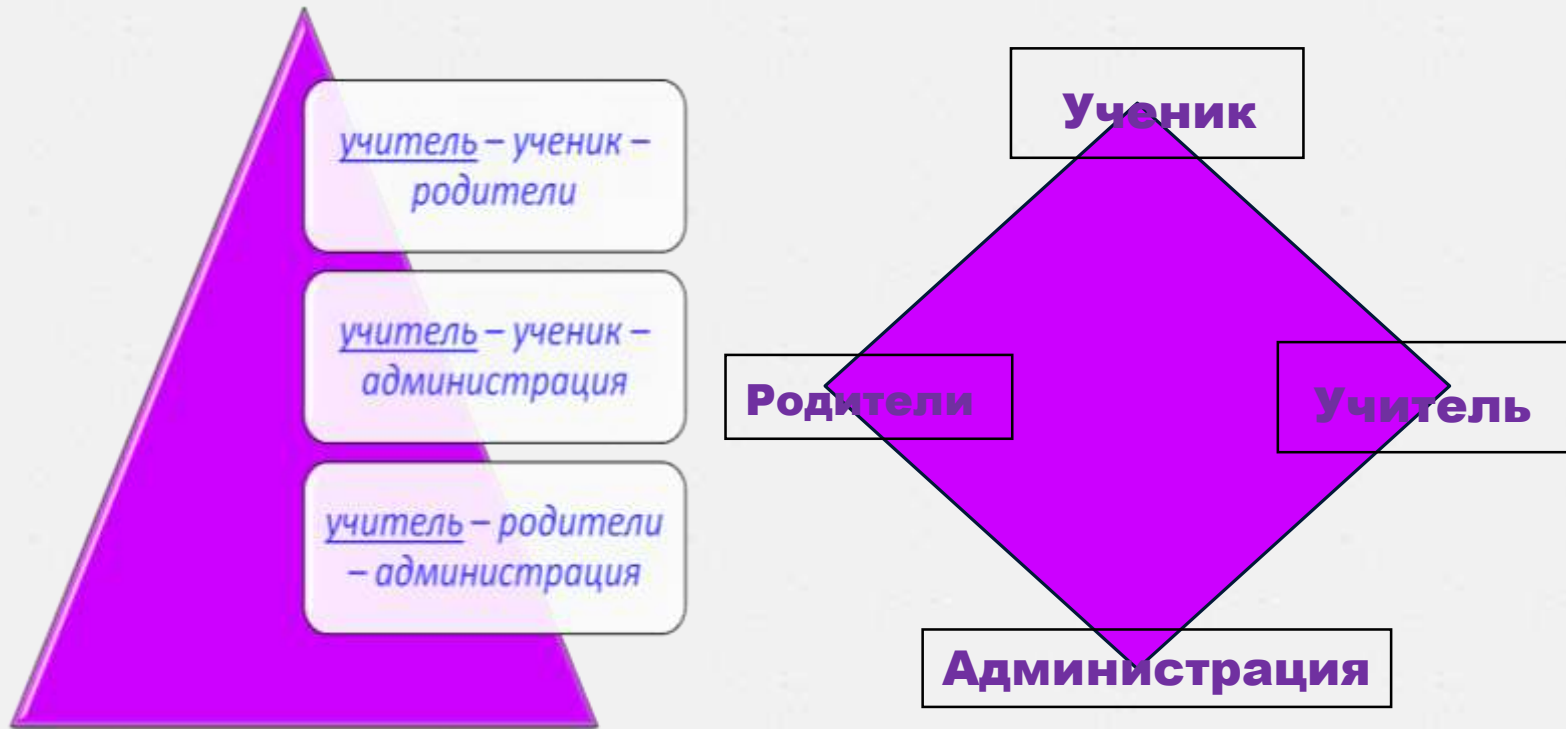 учитель – ученик –
родители
учитель – ученик –
администрация
учитель – родители
– администрация
Ученик
Родители
Учитель
Администрация